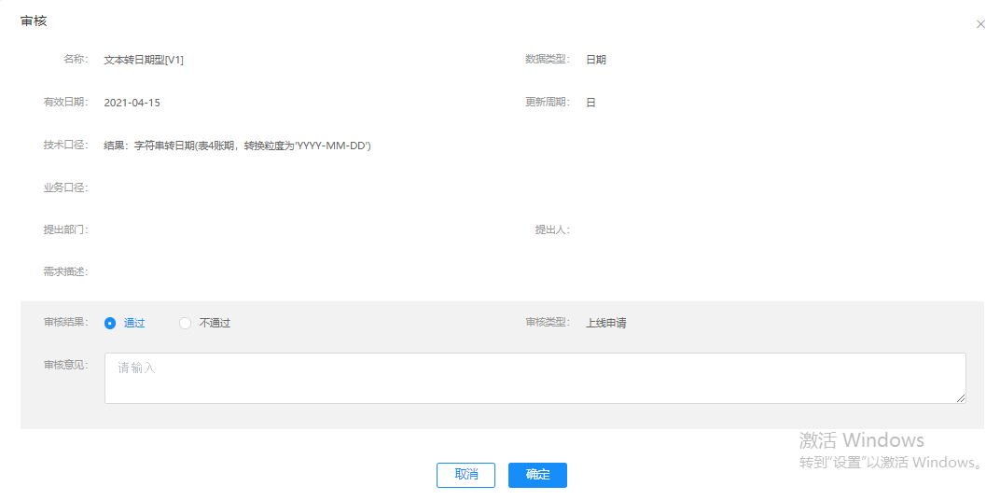 审核
名称： 文本转日期型[V1] 数据类型： 日期
有效日期： 2021-04-15 更新周期： 日
技术口径： 结果：字符串转日期(表4账期，转换粒度为'YYYY-MM-DD')
业务口径：
提出部门： 提出人：
需求描述：
审核结果： 通过 不通过 审核类型： 上线申请
审核意见： 请输入
激活 Windows
转到“设置”以激活 Windows。
取消 确定